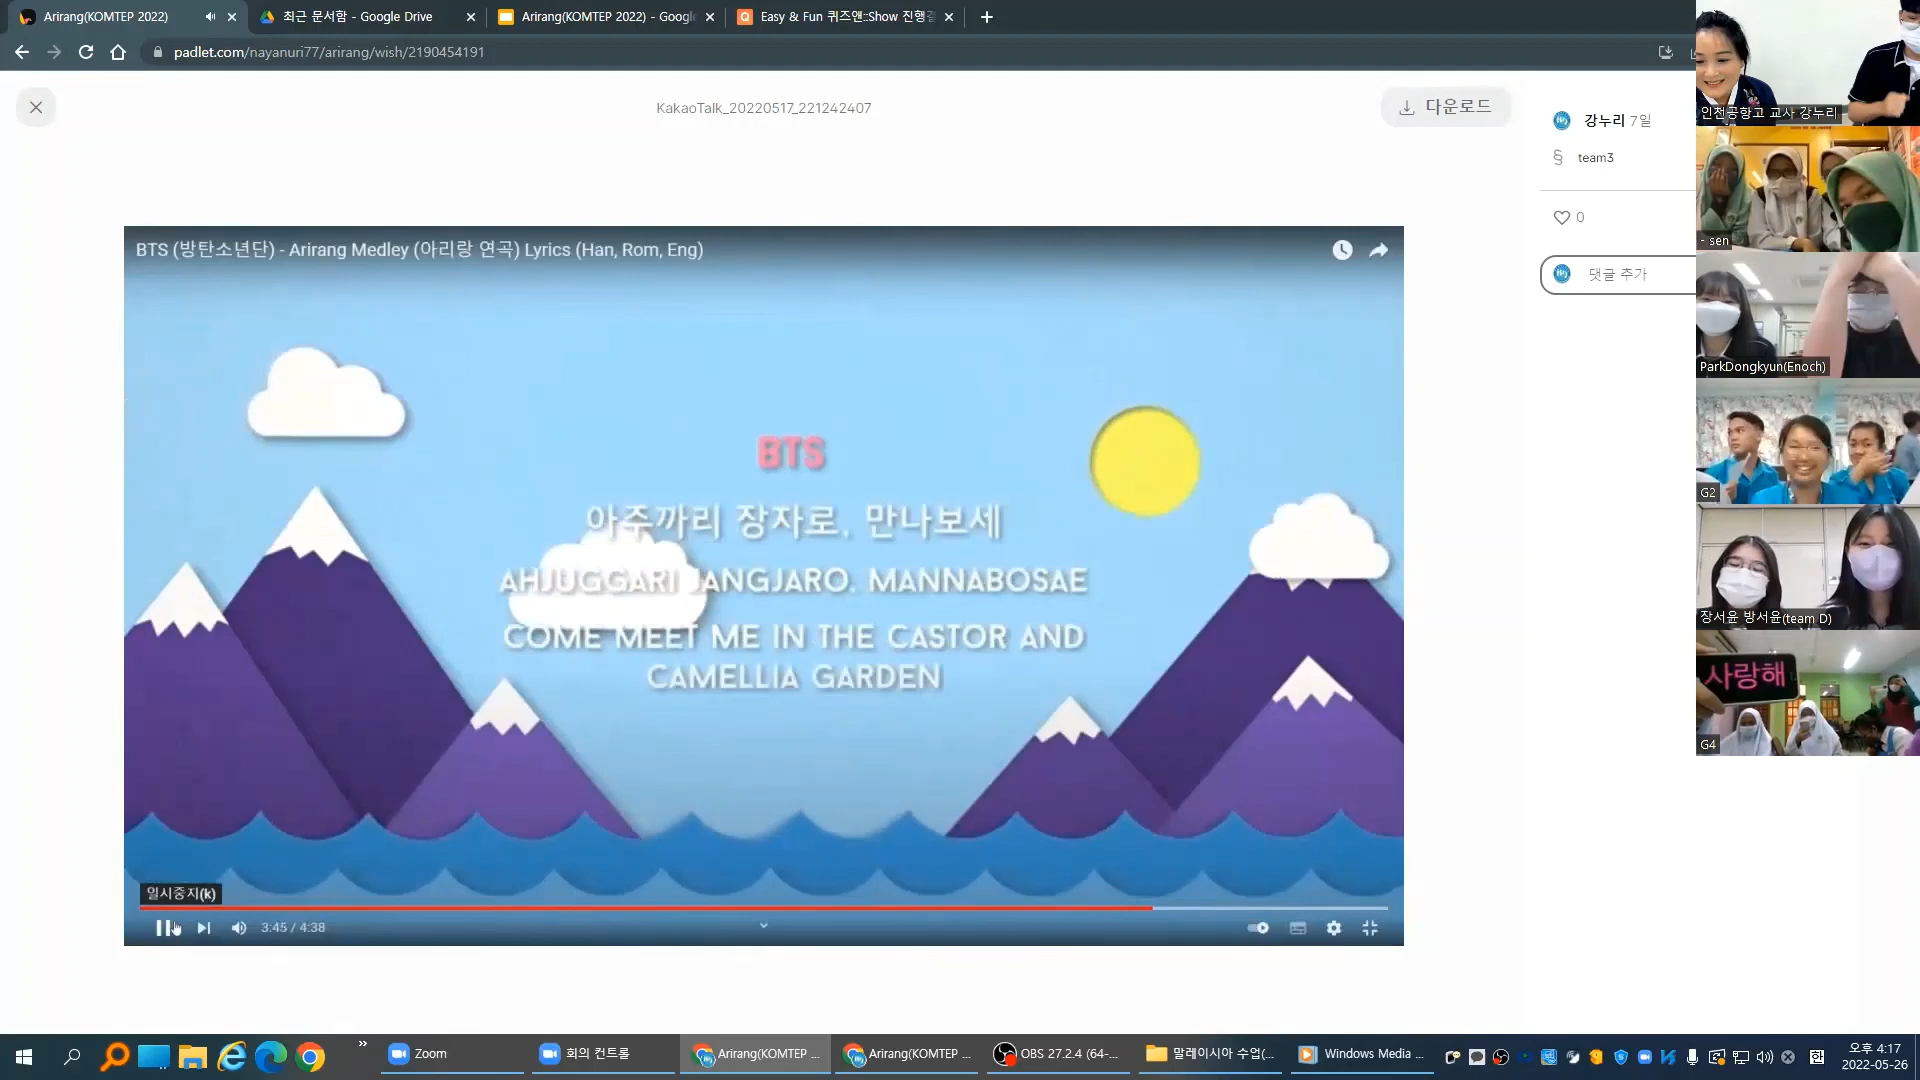 Arirang(KOMTEP 2022)
최근 문서함 - Google Drive
Arirang(KOMTEP 2022) - Googl
Easy & Fun 퀴즈앤::Show 진행
padlet.com/nayanuri77/arirang/wish/2190454191
KakaoTalk_20220517_221242407
다운로드
강누리 7일
team3
0
댓글 추가
BTS (방탄소년단) - Arirang Medley (아리랑 연곡) Lyrics (Han, Rom, Eng)
BTS
아주까리 장자로, 만나보세
AHJUGGARI JANGJARO, MANNABOSAE
COME MEET ME IN THE CASTOR AND
CAMELLIA GARDEN
일시중지(k)
3:45 / 4:38
인천공항고 교사 강누리
- sen
ParkDongkyun(Enoch)
G2
장서윤 방서윤(team D)
사랑해
G4
Zoom
회의 컨트롤
Arirang(KOMTEP ...
Arirang(KOMTEP ...
OBS 27.2.4 (64-...
말레이시아 수업(...
Windows Media ...
한
오후 4:17
2022-05-26